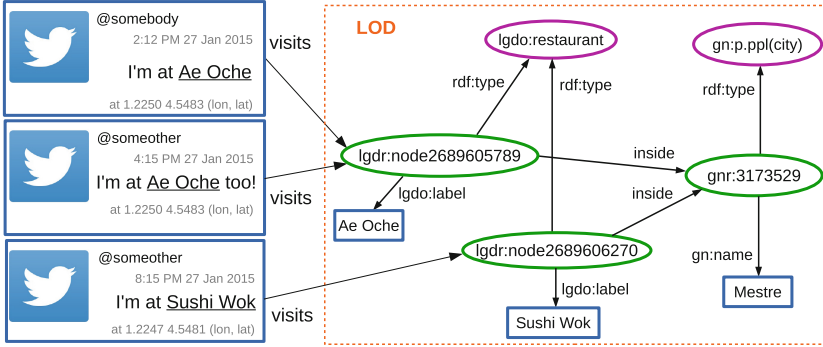 @somebody
2:12 PM 27 Jan 2015
I'm at Ae Oche
at 1.2250 4.5483 (lon, lat)
visits
@someother
4:15 PM 27 Jan 2015
I'm at Ae Oche too!
at 1.2250 4.5483 (lon, lat)
visits
@someother
8:15 PM 27 Jan 2015
I'm at Sushi Wok
at 1.2247 4.5481 (lon, lat)
visits
LOD
lgdo:restaurant
gn:p.ppl(city)
rdf:type
rdf:type
rdf:type
lgdr:node2689605789
inside
gnr:3173529
inside
lgdo:label
Ae Oche
lgdr:node2689606270
gn:name
lgdo:label
Mestre
Sushi Wok